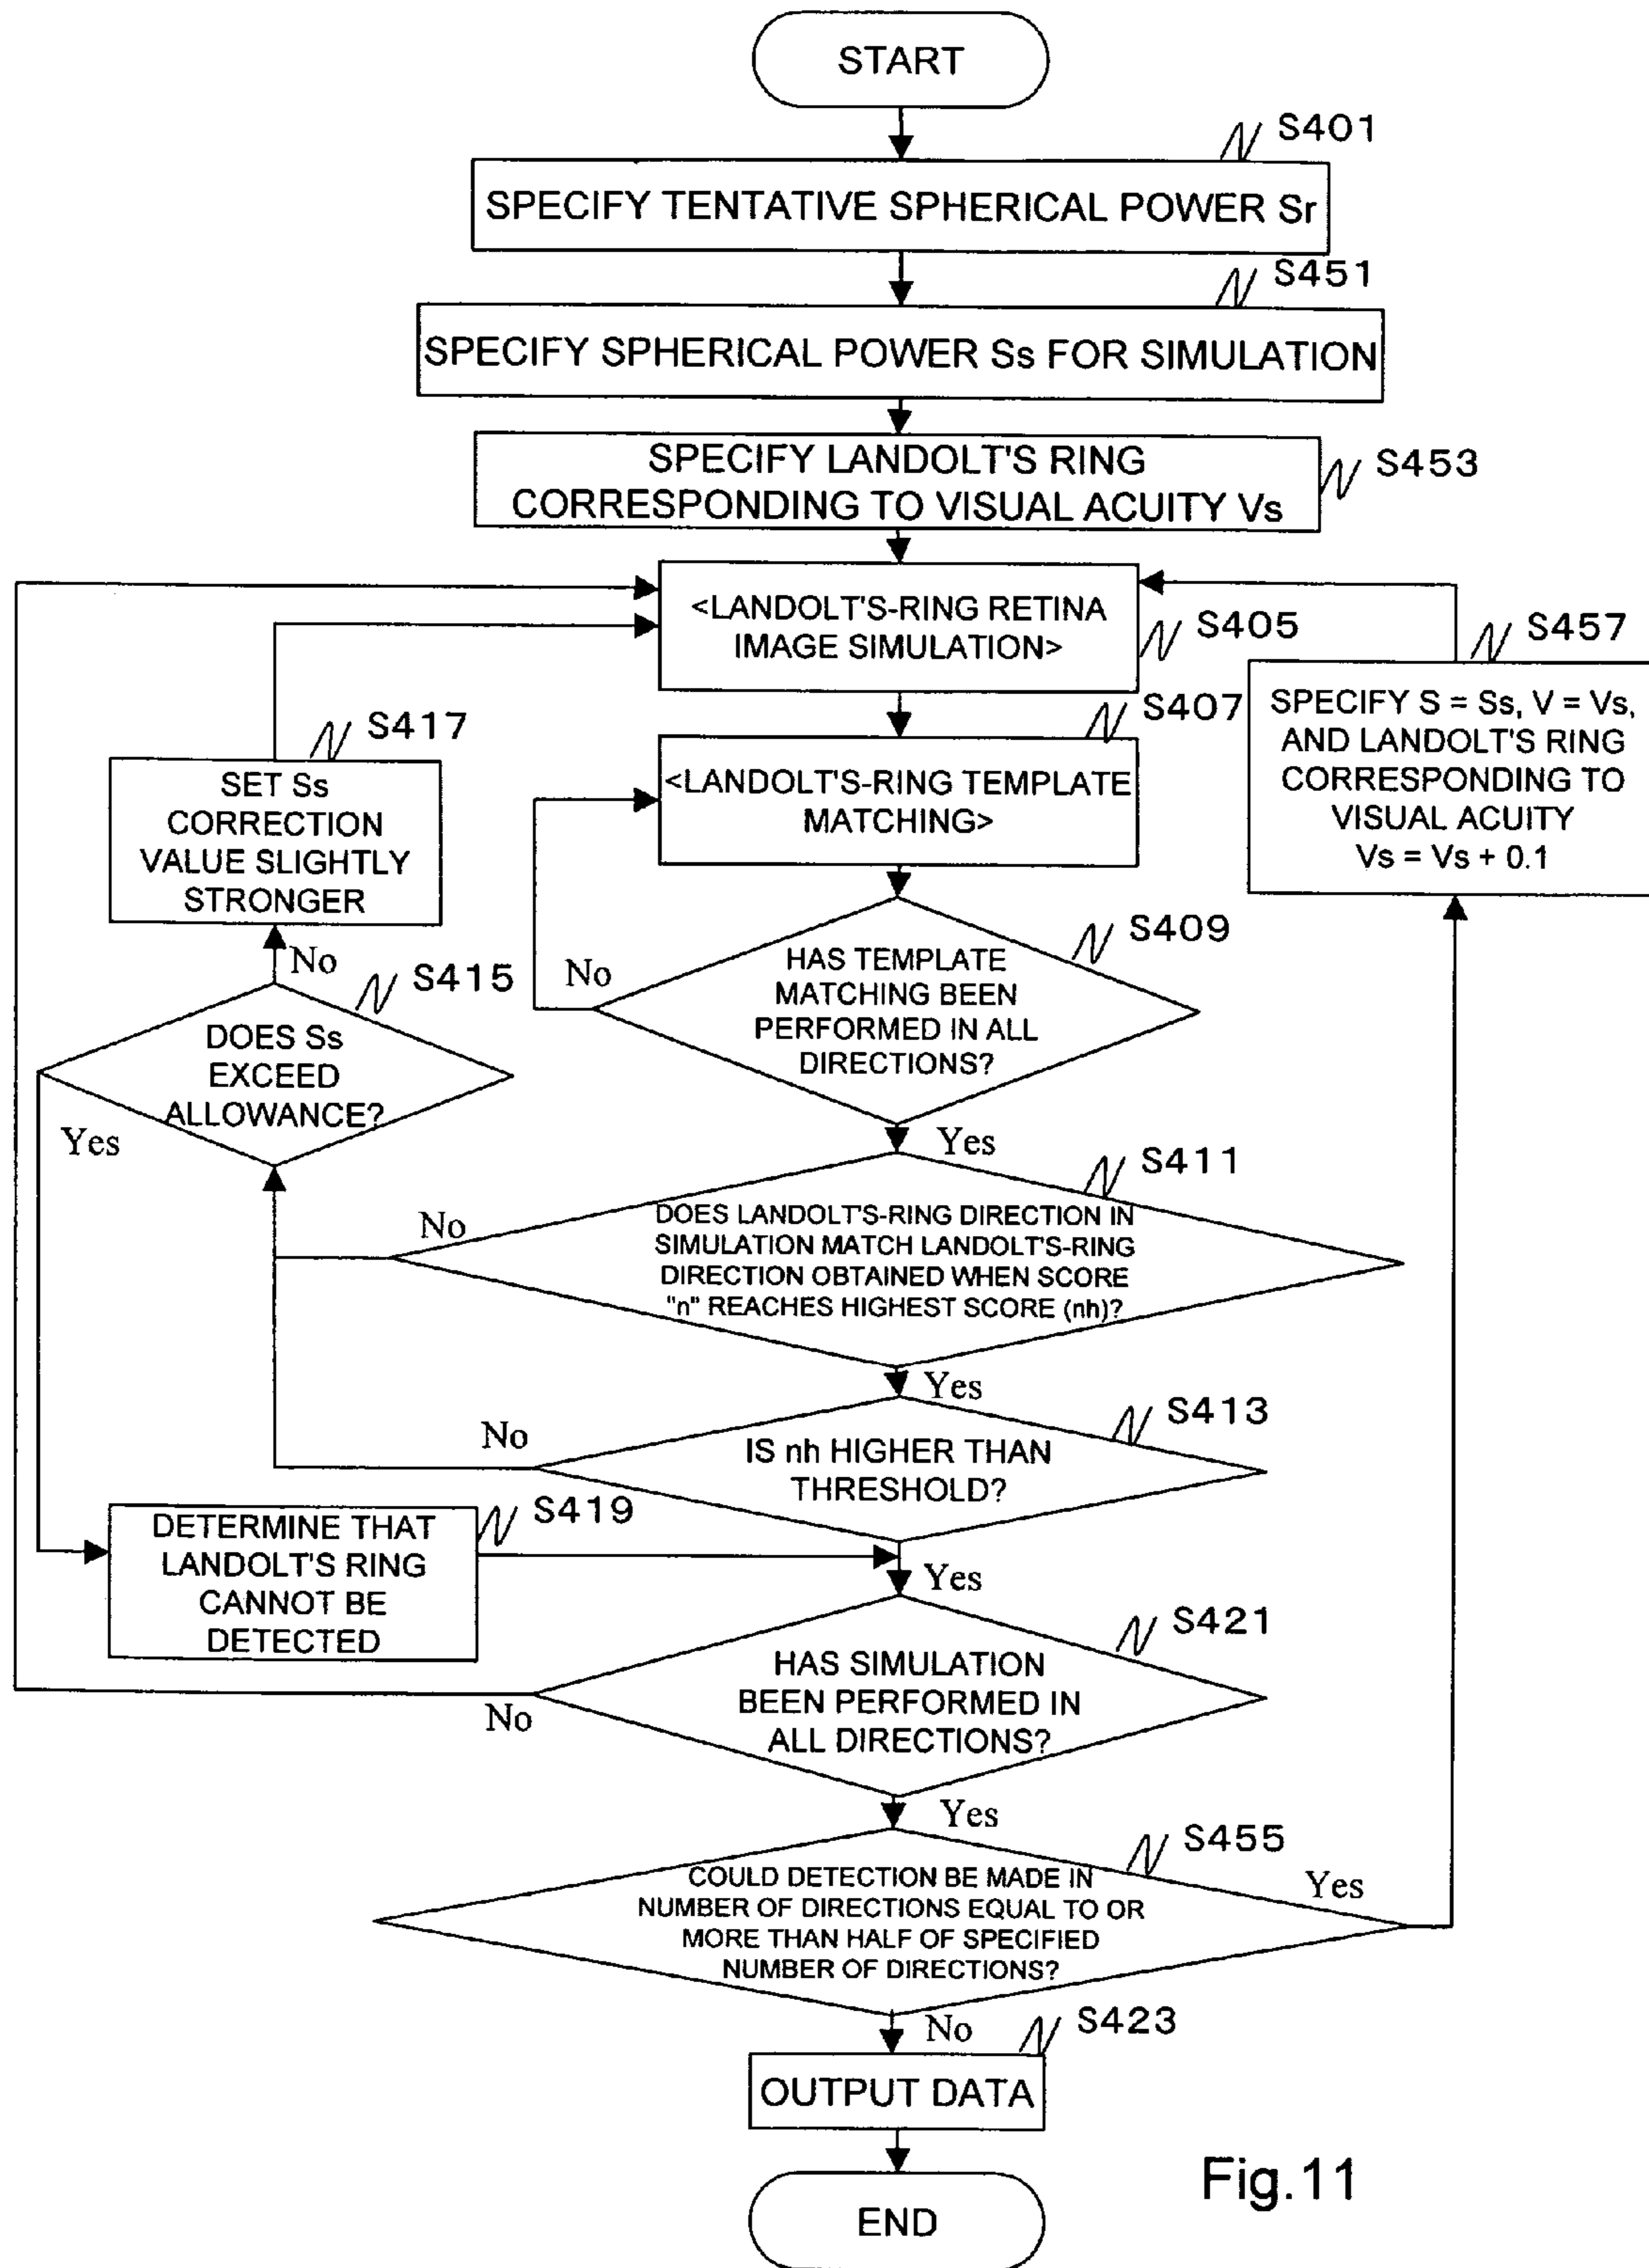 START
S401
SPECIFY TENTATIVE SPHERICAL POWER Sr
S451
SPECIFY SPHERICAL POWER Ss FOR SIMULATION
SPECIFY LANDOLT'S RING
CORRESPONDING TO VISUAL ACUITY Vs
S453
<LANDOLT'S-RING RETINA
IMAGE SIMULATION>
S405
S457
SPECIFY S = Ss, V = Vs,
AND LANDOLT'S RING
CORRESPONDING TO
VISUAL ACUITY
Vs = Vs + 0.1
S407
<LANDOLT'S-RING TEMPLATE
MATCHING>
S417
SET Ss
CORRECTION
VALUE SLIGHTLY
STRONGER
No
S415
DOES Ss
EXCEED
ALLOWANCE?
Yes
S409
HAS TEMPLATE
MATCHING BEEN
PERFORMED IN ALL
DIRECTIONS?
No
Yes
S411
DOES LANDOLT'S-RING DIRECTION IN
SIMULATION MATCH LANDOLT'S-RING
DIRECTION OBTAINED WHEN SCORE
"n" REACHES HIGHEST SCORE (nh)?
No
Yes
S413
IS nh HIGHER THAN
THRESHOLD?
No
S419
DETERMINE THAT
LANDOLT'S RING
CANNOT BE
DETECTED
Yes
S421
HAS SIMULATION
BEEN PERFORMED IN
ALL DIRECTIONS?
No
Yes
S455
COULD DETECTION BE MADE IN
NUMBER OF DIRECTIONS EQUAL TO OR
MORE THAN HALF OF SPECIFIED
NUMBER OF DIRECTIONS?
Yes
No
S423
OUTPUT DATA
END
Fig.11